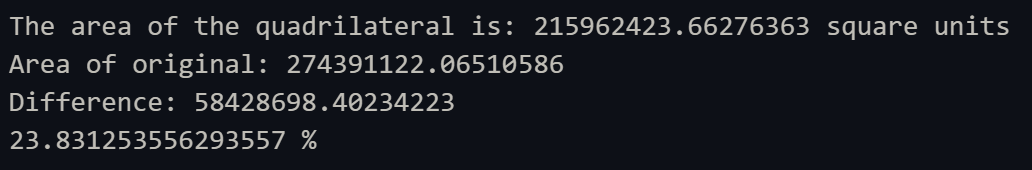 The area of the quadrilateral is: 215962423.66276363 square units
Area of original: 274391122.06510586
Difference: 58428698.40234223
23.831253556293557 %